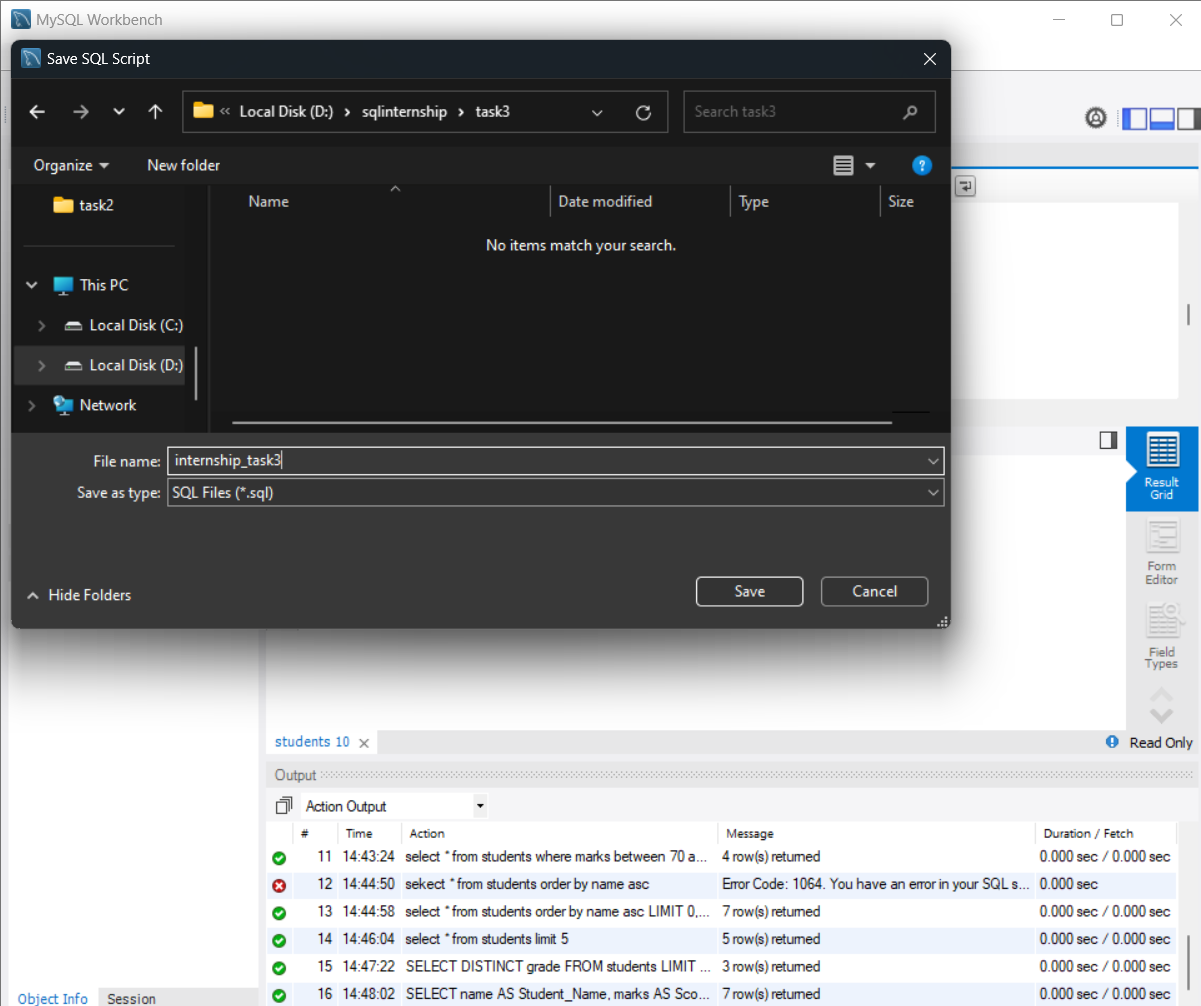 MySQL Workbench
Save SQL Script
« Local Disk (D:) > sqlinternship > task3
Search task3
Organize
New folder
task2
This PC
Local Disk (C:)
Local Disk (D:)
Network
Name Date modified Type Size
No items match your search.
File name: internship_task3
Save as type: SQL Files (*.sql)
Hide Folders
Save
Cancel
Result
Grid
Form
Editor
Field
Types
students 10
Read Only
Output
Action Output
# Time Action Message Duration / Fetch
11 14:43:24 select * from students where marks between 70 a... 4 row(s) returned 0.000 sec / 0.000 sec
12 14:44:50 sekect * from students order by name asc Error Code: 1064. You have an error in your SQL s... 0.000 sec
13 14:44:58 select * from students order by name asc LIMIT 0,... 7 row(s) returned 0.000 sec / 0.000 sec
14 14:46:04 select * from students limit 5 5 row(s) returned 0.000 sec / 0.000 sec
15 14:47:22 SELECT DISTINCT grade FROM students LIMIT ... 3 row(s) returned 0.000 sec / 0.000 sec
16 14:48:02 SELECT name AS Student_Name, marks AS Sco... 7 row(s) returned 0.000 sec / 0.000 sec
Object Info Session